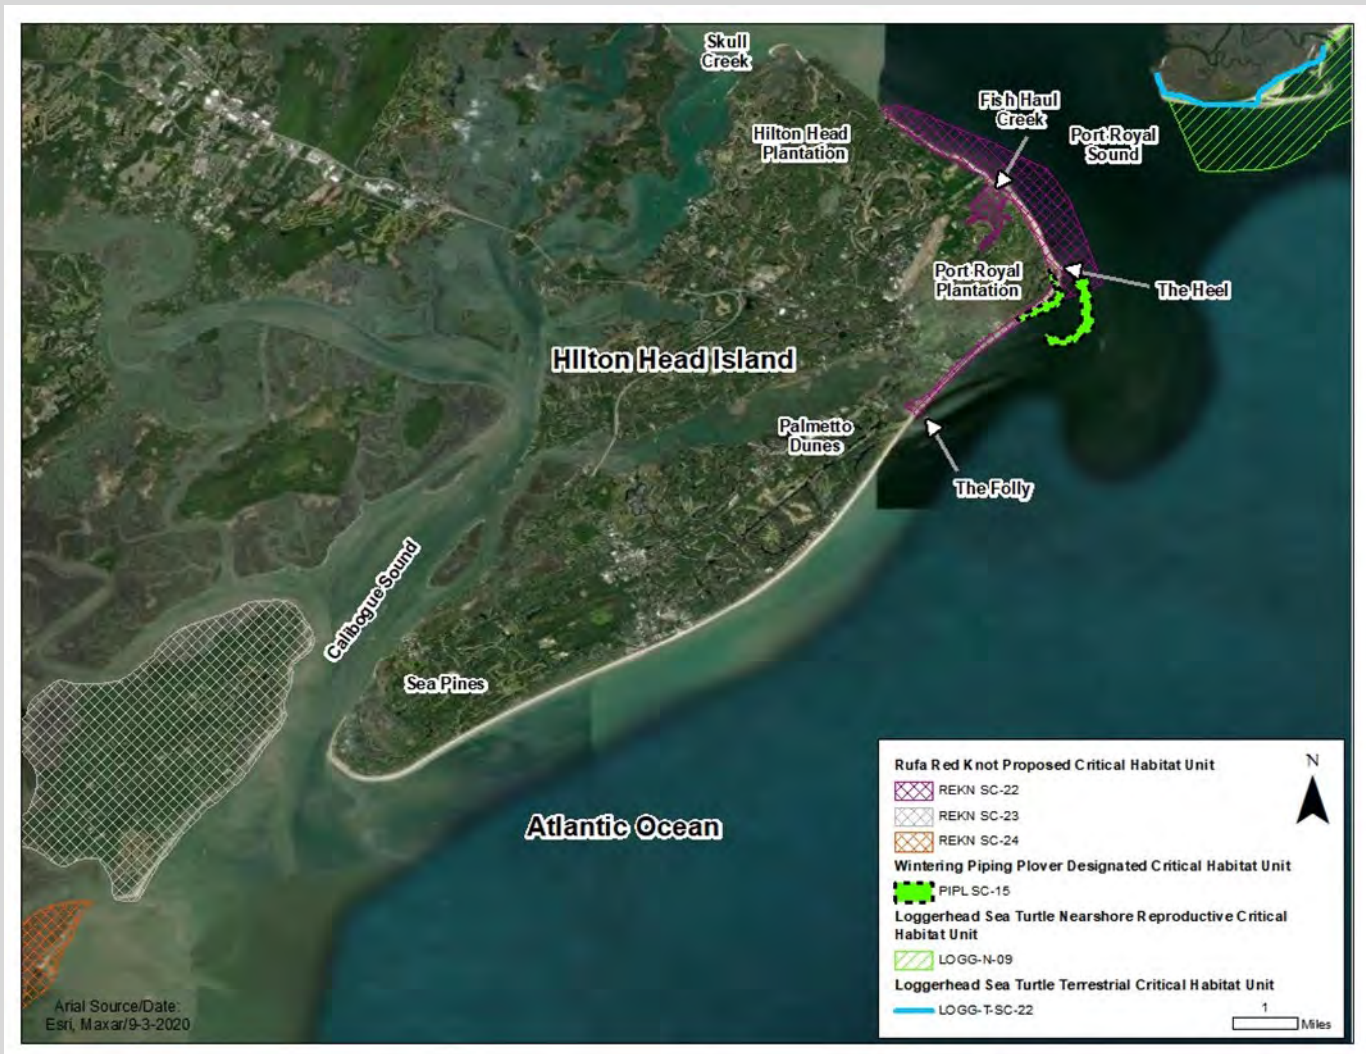 Skull
Creek
Fish Haul
Creek
Hilton Head
Plantation
Port Royal
Sound
Port Royal
Plantation
The Heel
HIlton Head Island
Palmetto
Dunes
The Folly
Calibogue Sound
Sea Pines
Atlantic Ocean
Rufa Red Knot Proposed Critical Habitat Unit
N
REKN SC-22
REKN SC-23
REKN SC-24
Wintering Piping Plover Designated Critical Habitat Unit
PIPL SC-15
Loggerhead Sea Turtle Nearshore Reproductive Critical
Habitat Unit
LOGG-N-09
Loggerhead Sea Turtle Terrestrial Critical Habitat Unit
LOGG-T-SC-22
1
Miles
Arial Source/Date:
Esri, Maxar/9-3-2020